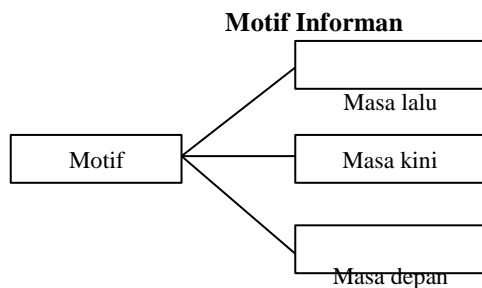 Motif Informan
Masa lalu
Motif
Masa kini
Masa depan